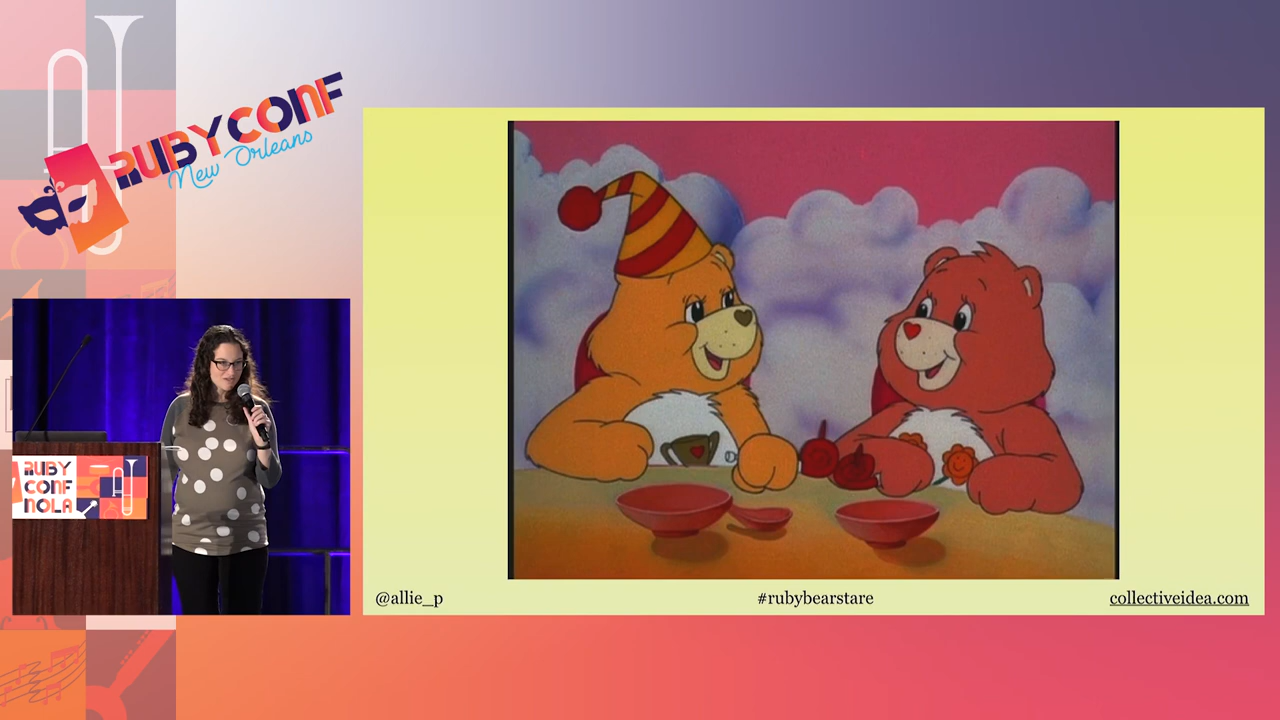 RUBYCONF
New Orleans
RUBY
CONF
NOLA
@allie_p
#rubybearstare
collectiveidea.com